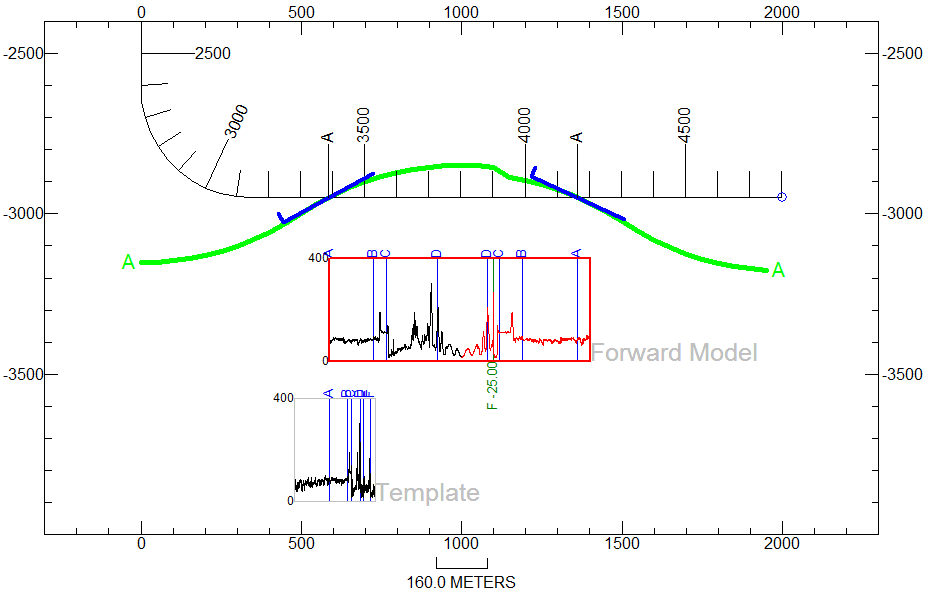 0 500 1000 1500 2000
-2500 2500 -2500
3000 A 3500 4000 A 4500
-3000 -3000
A A
400 A B C D D C B A
0 Forward Model
-3500 -3500
F -25.00
400 A B D F
0 Template
0 500 1000 1500 2000
160.0 METERS